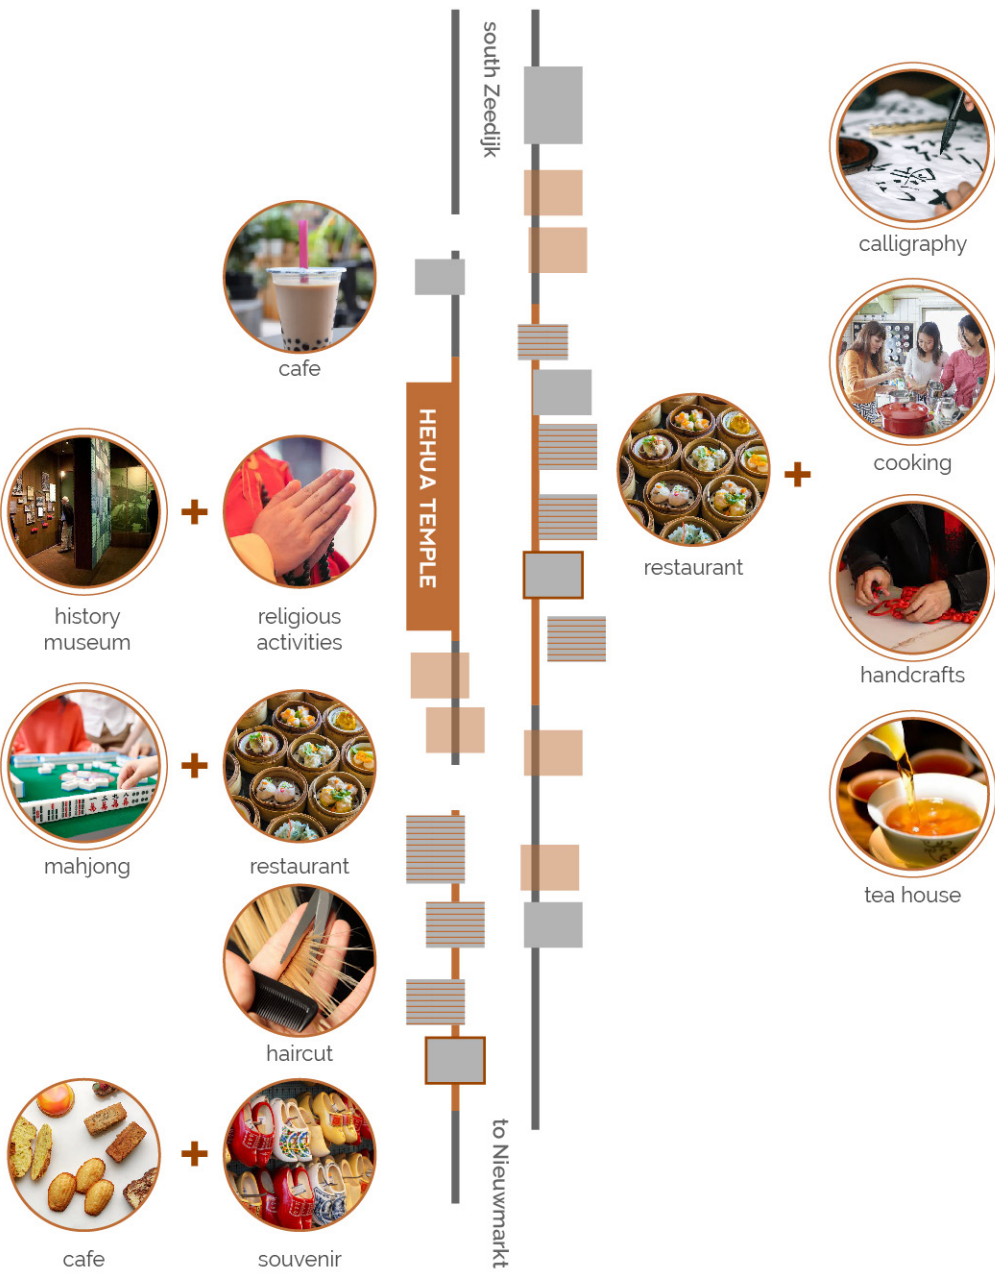 south Zeedijk
calligraphy
cafe
cooking
HEHUA TEMPLE
restaurant
history
museum
religious
activities
handcrafts
mahjong
restaurant
tea house
haircut
to Nieuwmarkt
cafe
souvenir